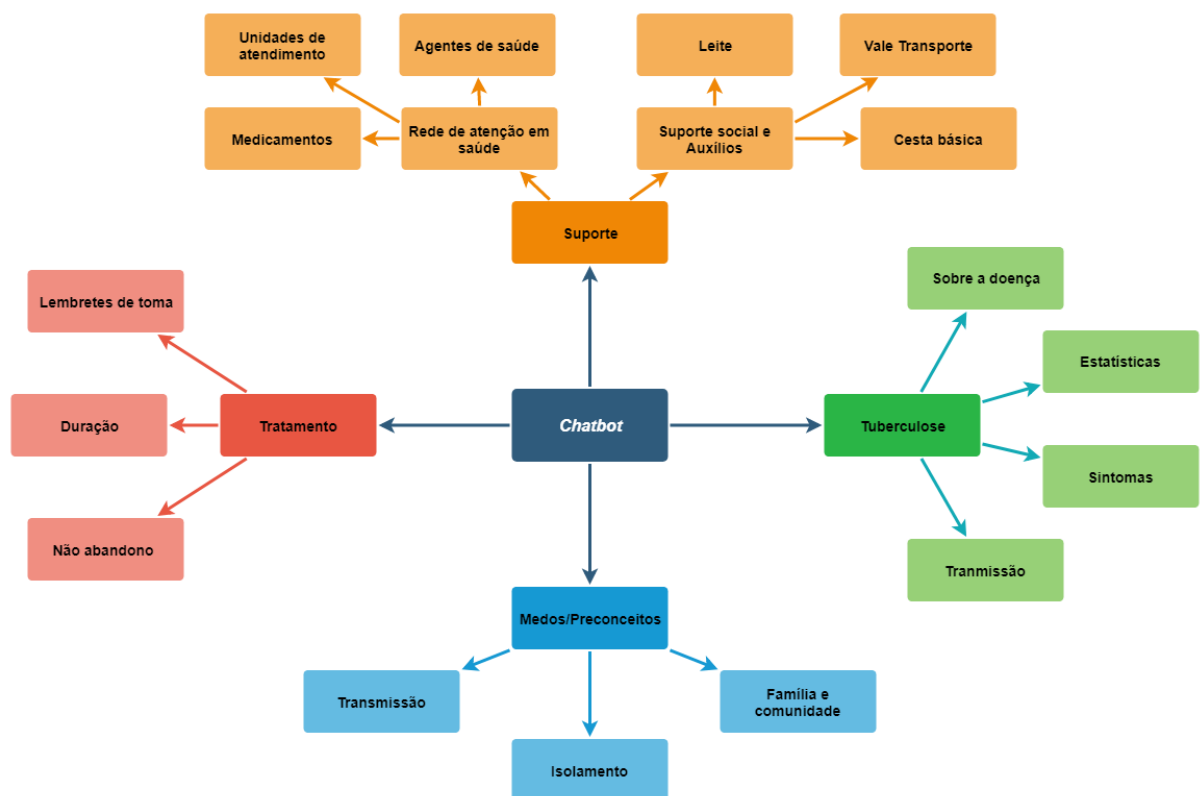 Unidades de
atendimento
Agentes de saúde
Leite
Vale Transporte
Medicamentos
Rede de atenção em
saúde
Suporte social e
Auxílios
Cesta básica
Suporte
Lembretes de toma
Sobre a doença
Estatísticas
Duração
Tratamento
Chatbot
Tuberculose
Sintomas
Não abandono
Tranmissão
Medos/Preconceitos
Transmissão
Família e
comunidade
Isolamento